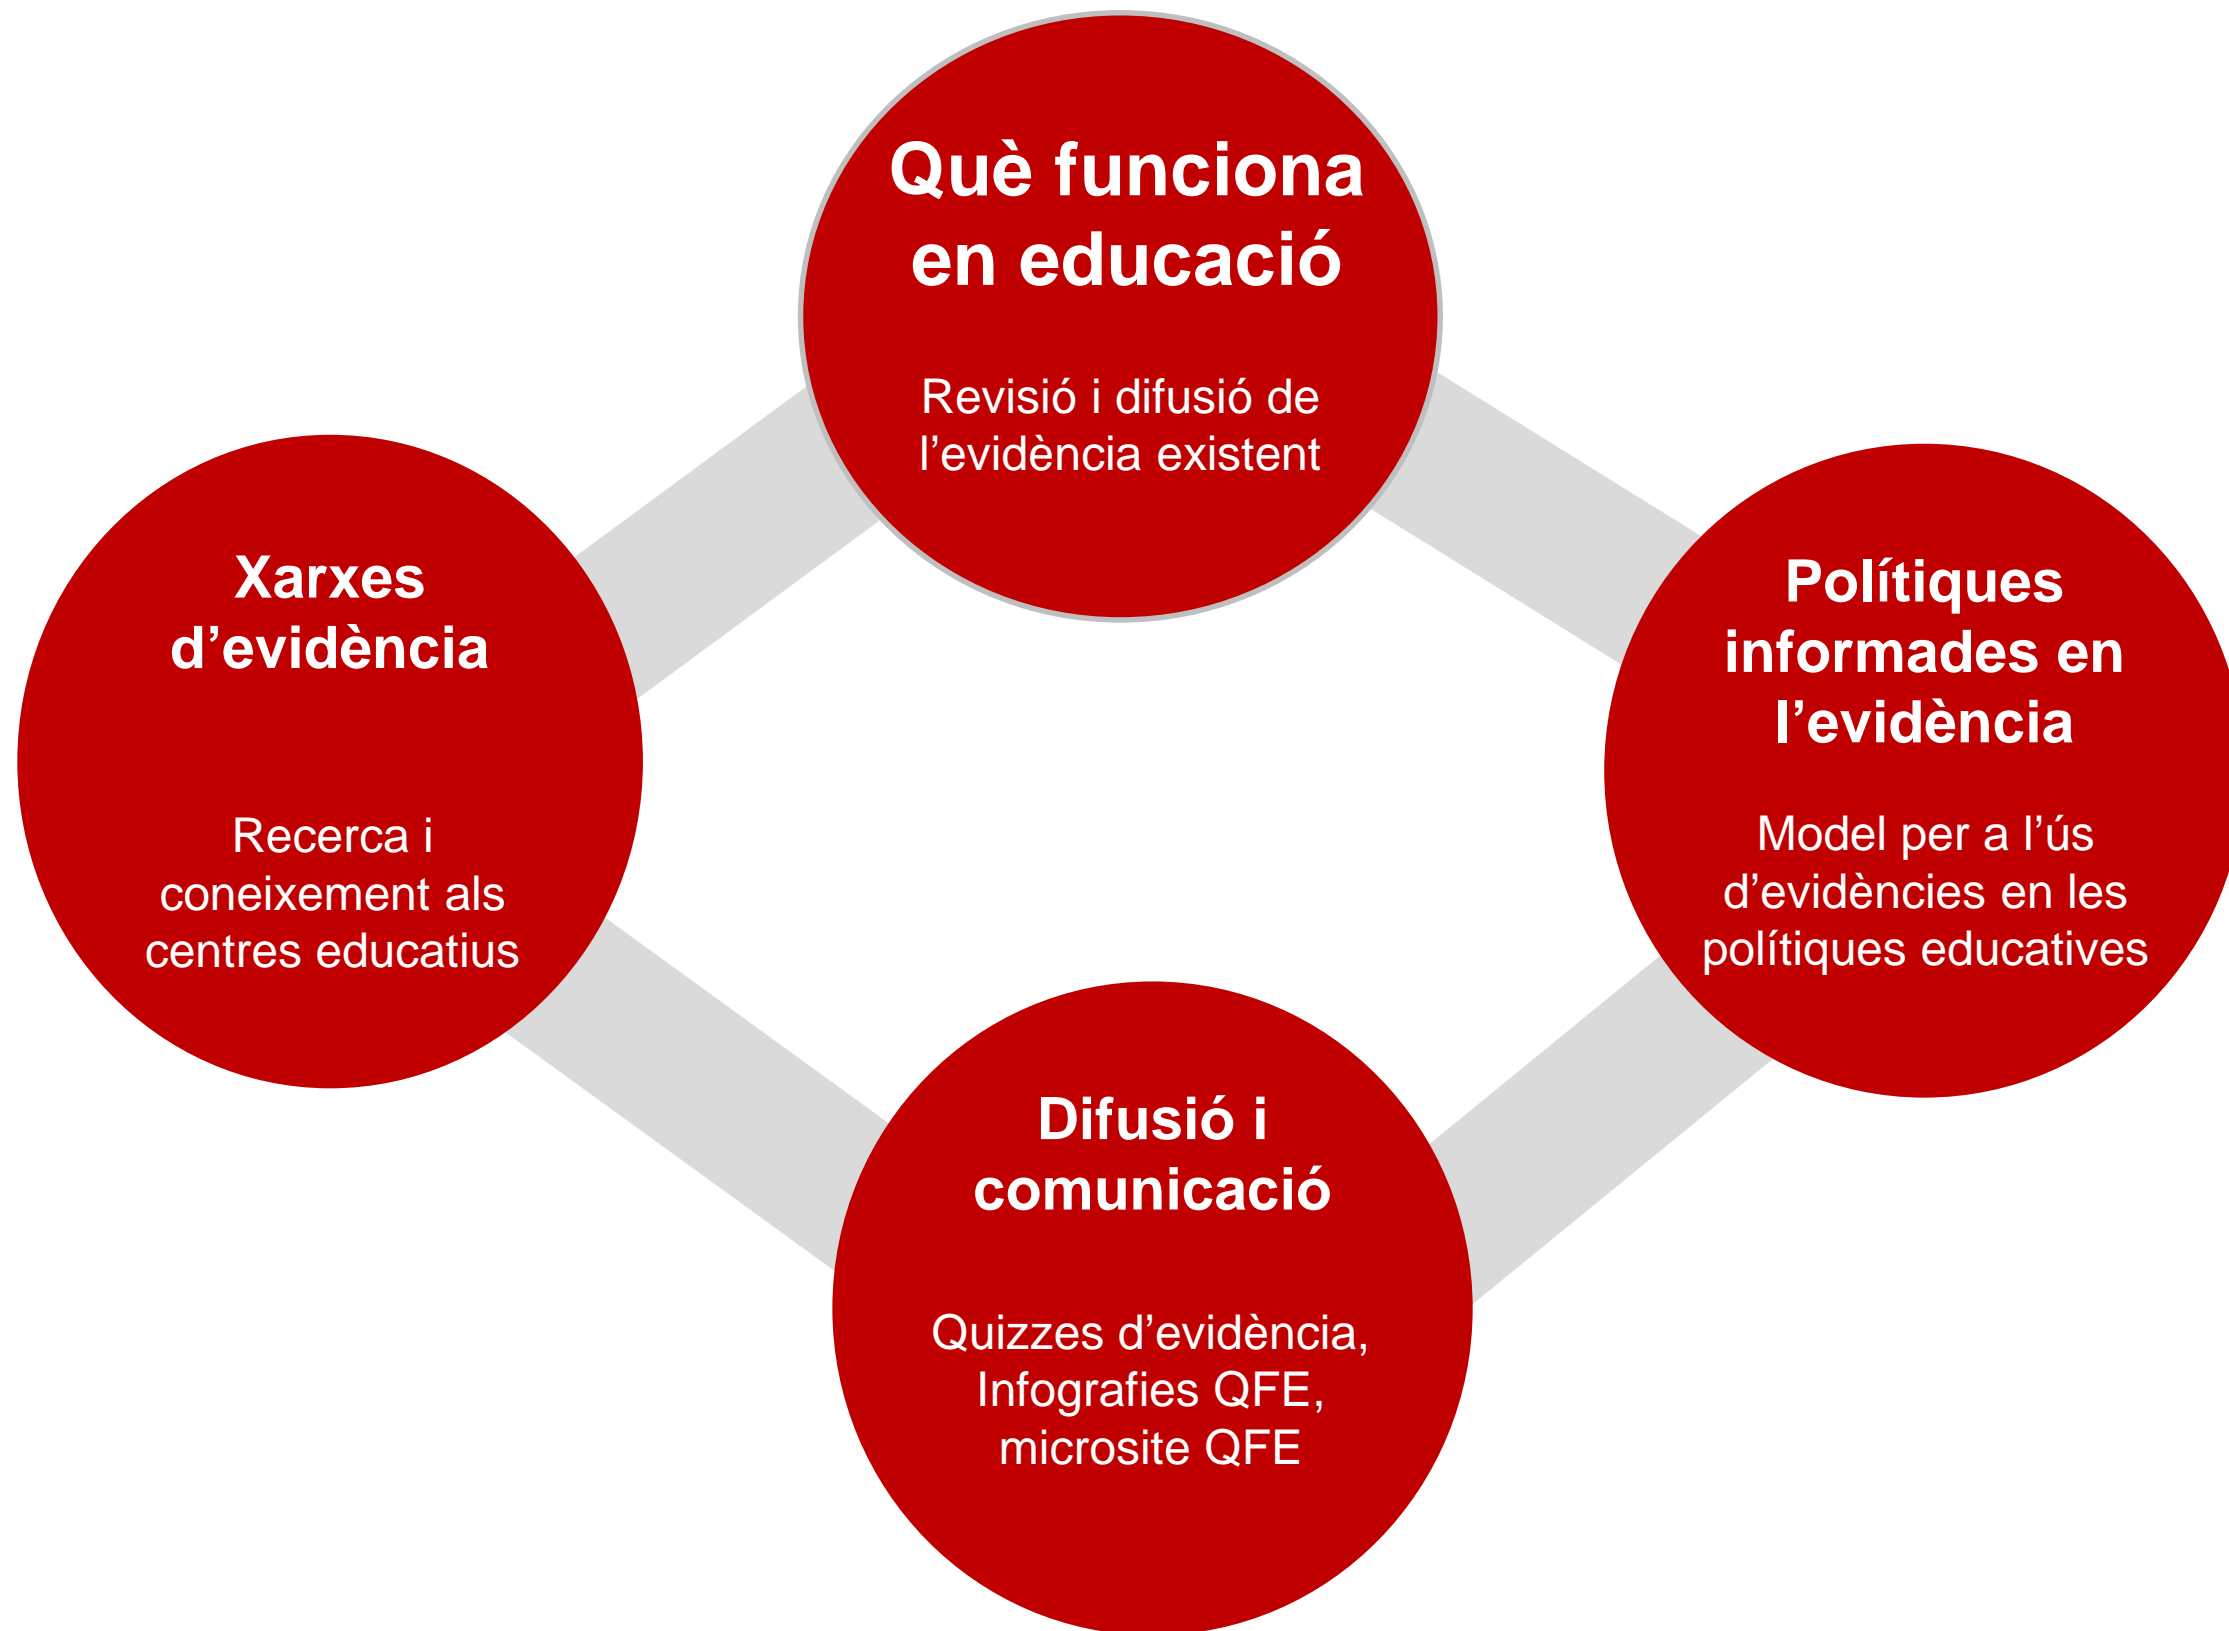 Què funciona
en educació
Revisió i difusió de
l’evidència existent
Xarxes
d’evidència
Recerca i
coneixement als
centres educatius
Polítiques
informades en
l’evidència
Model per a l’ús
d’evidències en les
polítiques educatives
Difusió i
comunicació
Quizzes d’evidència,
Infografies QFE,
microsite QFE